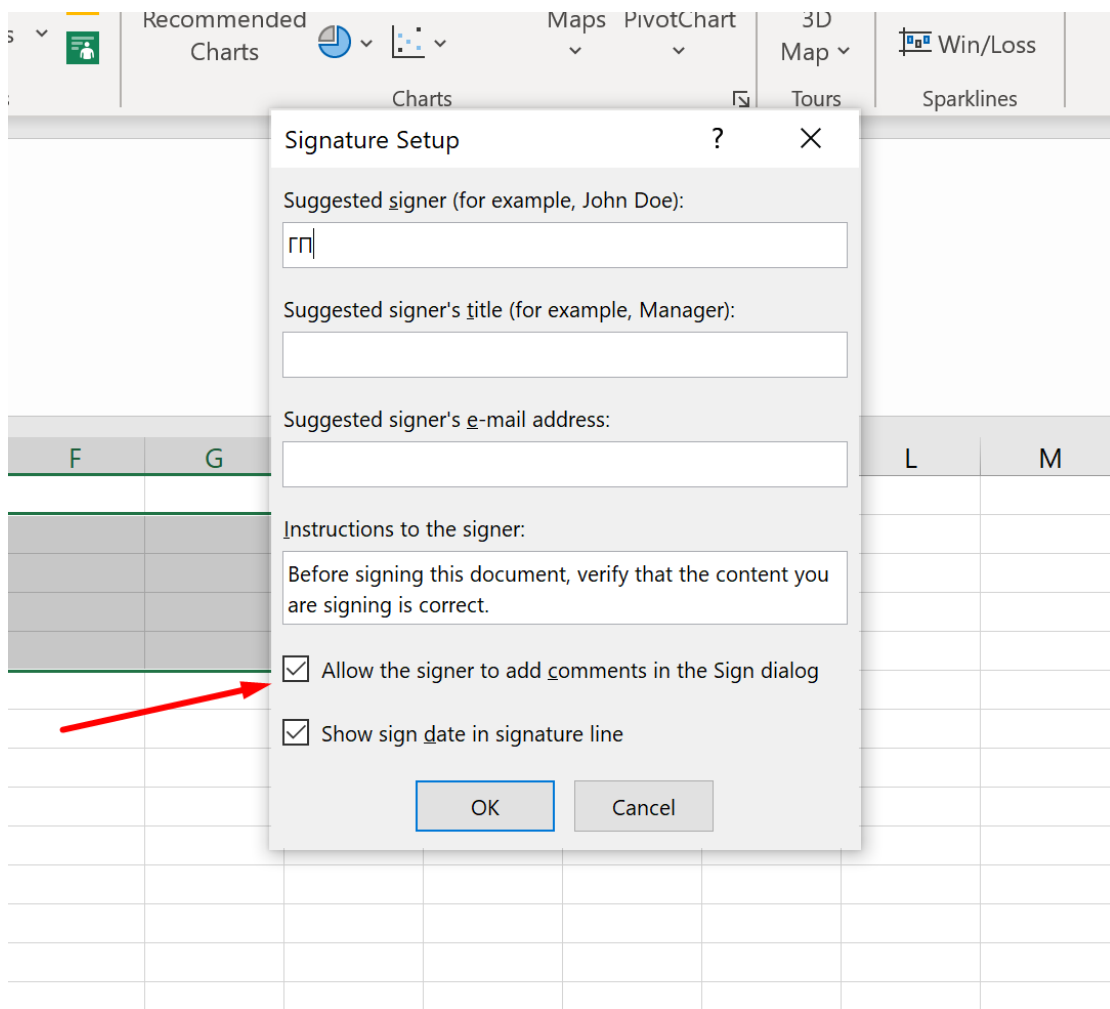 Recommended
Charts
Maps PivotChart
3D
Map
Win/Loss
Charts
Tours
Sparklines
Signature Setup ? 
Suggested signer (for example, John Doe):
ГП
Suggested signer's title (for example, Manager):
Suggested signer's e-mail address:
F G L M
Instructions to the signer:
Before signing this document, verify that the content you
are signing is correct.
Allow the signer to add comments in the Sign dialog
Show sign date in signature line
OK Cancel